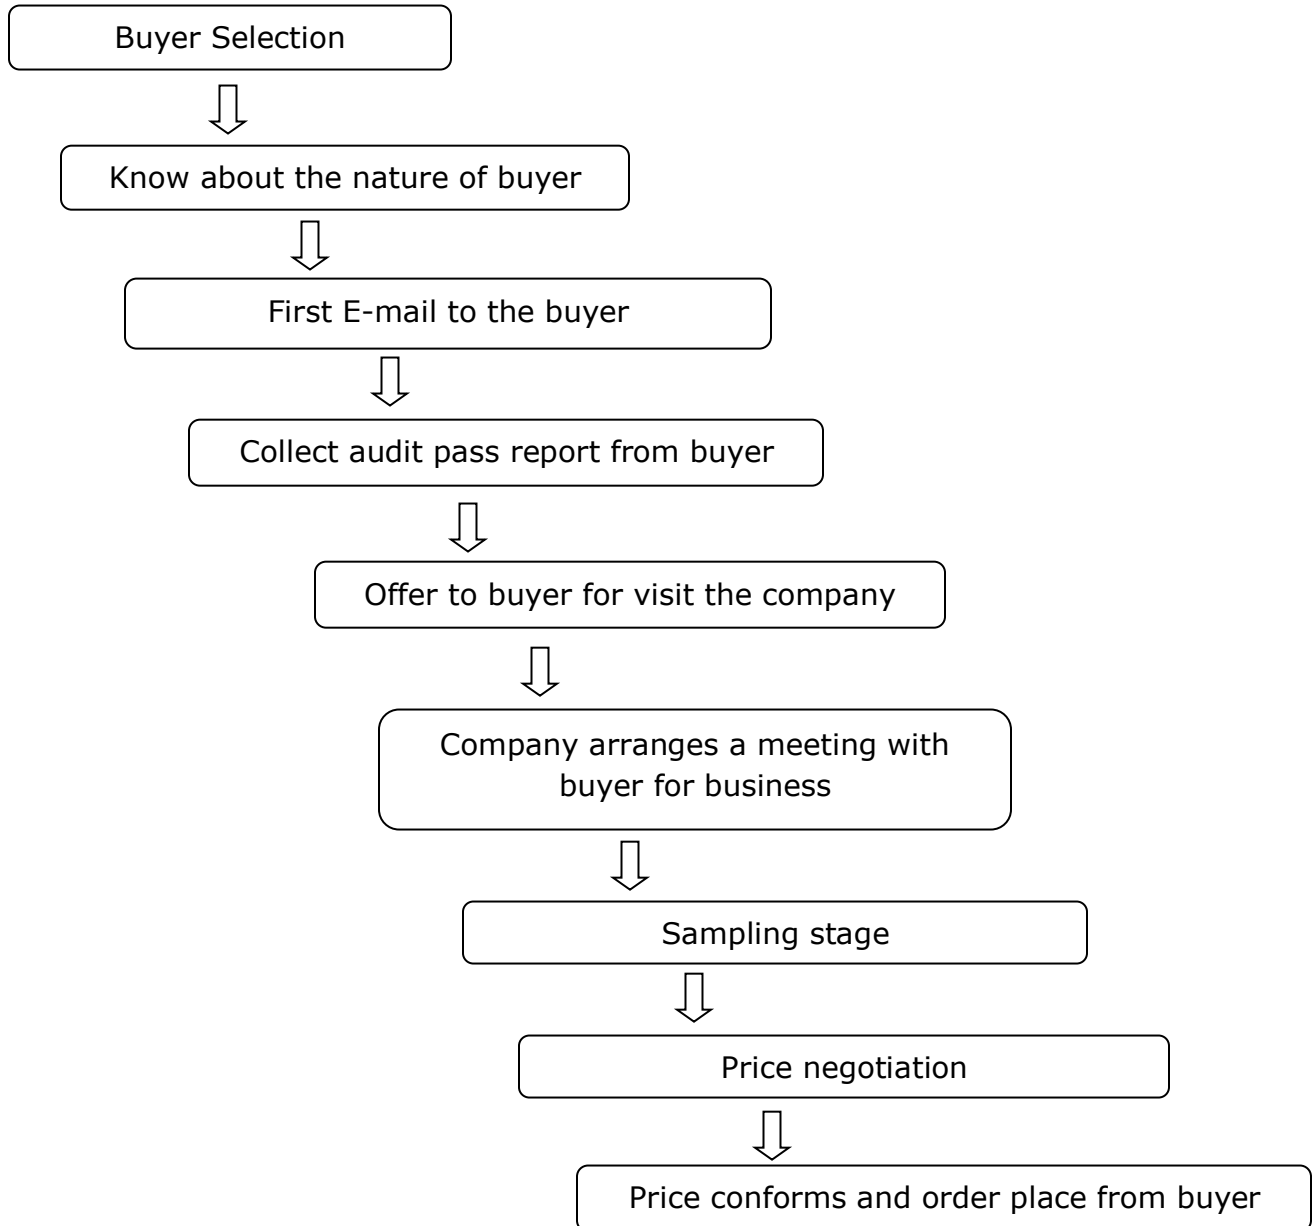 Buyer Selection
Know about the nature of buyer
First E-mail to the buyer
Collect audit pass report from buyer
Offer to buyer for visit the company
Company arranges a meeting with
buyer for business
Sampling stage
Price negotiation
Price conforms and order place from buyer